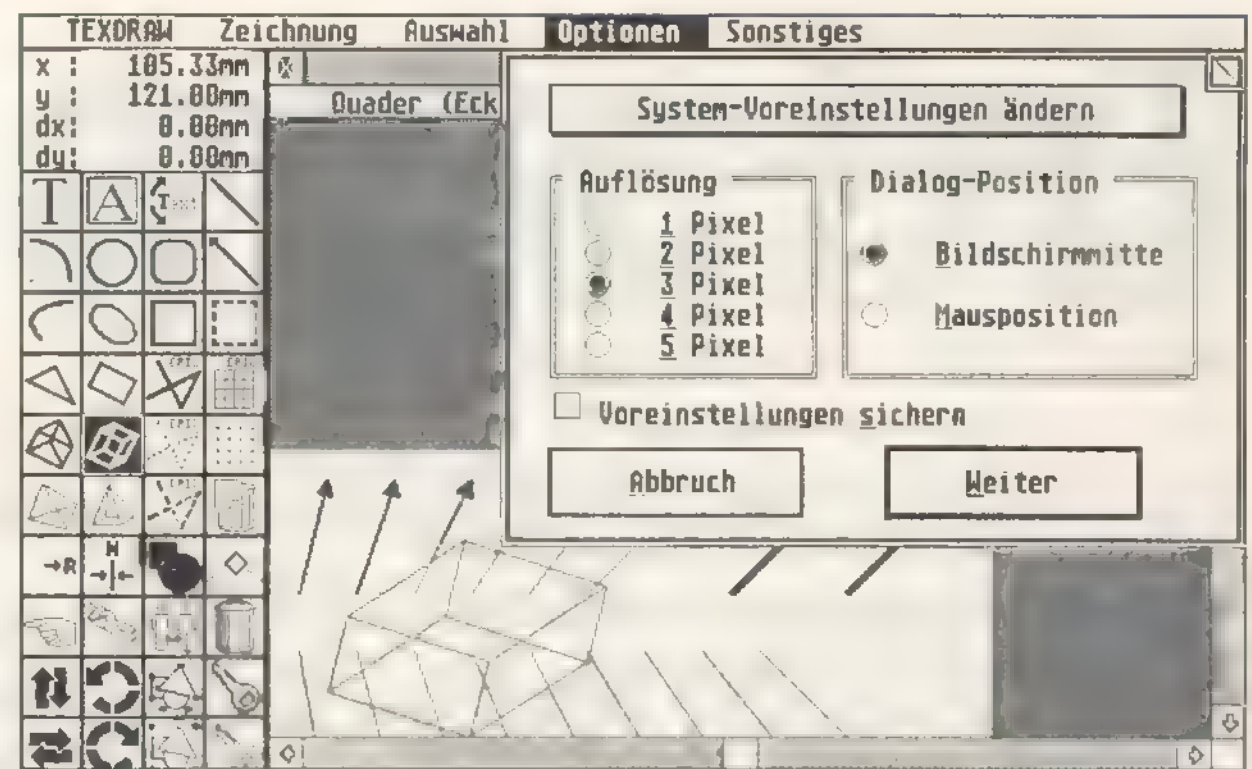 TEXDRAW Zeichnung Auswahl Optionen Sonstiges
x : 105.33mm
y : 121.00mm
dx: 0.00mm
dy: 0.00mm
Quader (Eck
System-Voreinstellungen ändern
Auflösung
1 Pixel
2 Pixel
3 Pixel
4 Pixel
5 Pixel
Dialog-Position
Bildschirmmitte
Mausposition
Voreinstellungen sichern
Abbruch
Weiter
T A Text
→R M